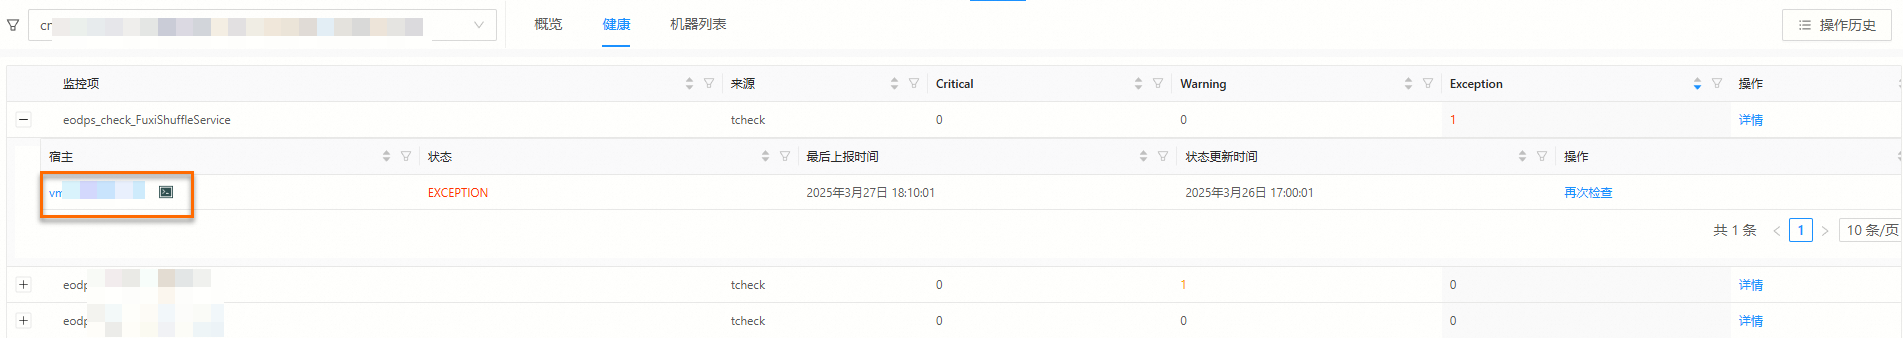 概览 健康 机器列表 操作历史
监控项 来源 Critical Warning Exception 操作
eodps_check_FuxiShuffleService tcheck 0 0 1 详情
宿主 状态 最后上报时间 状态更新时间 操作
EXCEPTION 2025年3月27日 18:10:01 2025年3月26日 17:00:01 再次检查
共 1 条 < 1 > 10 条/页
tcheck 0 1 0 详情
tcheck 0 0 0 详情